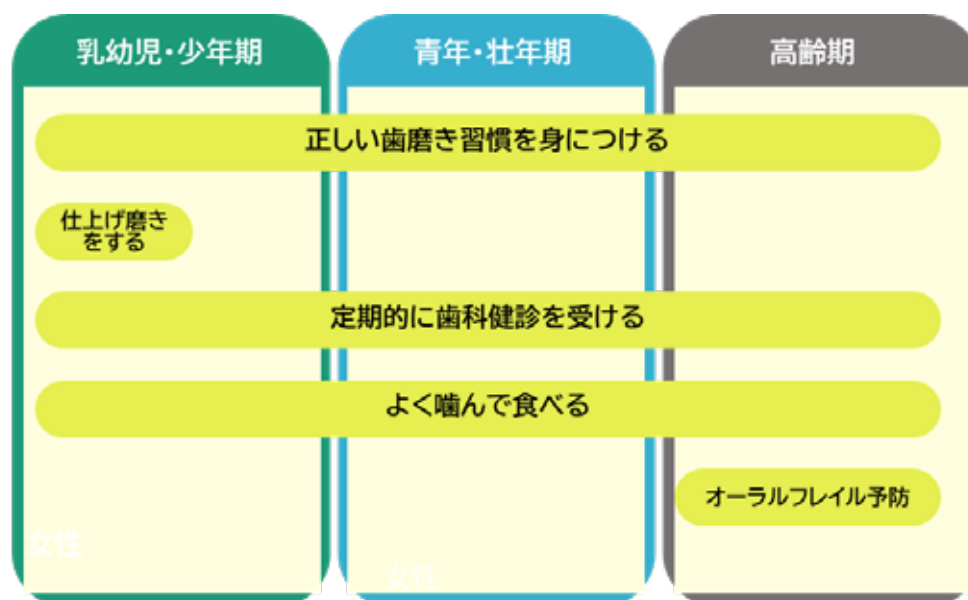 乳幼児・少年期
青年・壮年期
高齢期
正しい歯磨き習慣を身につける
仕上げ磨き
をする
定期的に歯科健診を受ける
よく噛んで食べる
オーラルフレイル予防
女性
女性